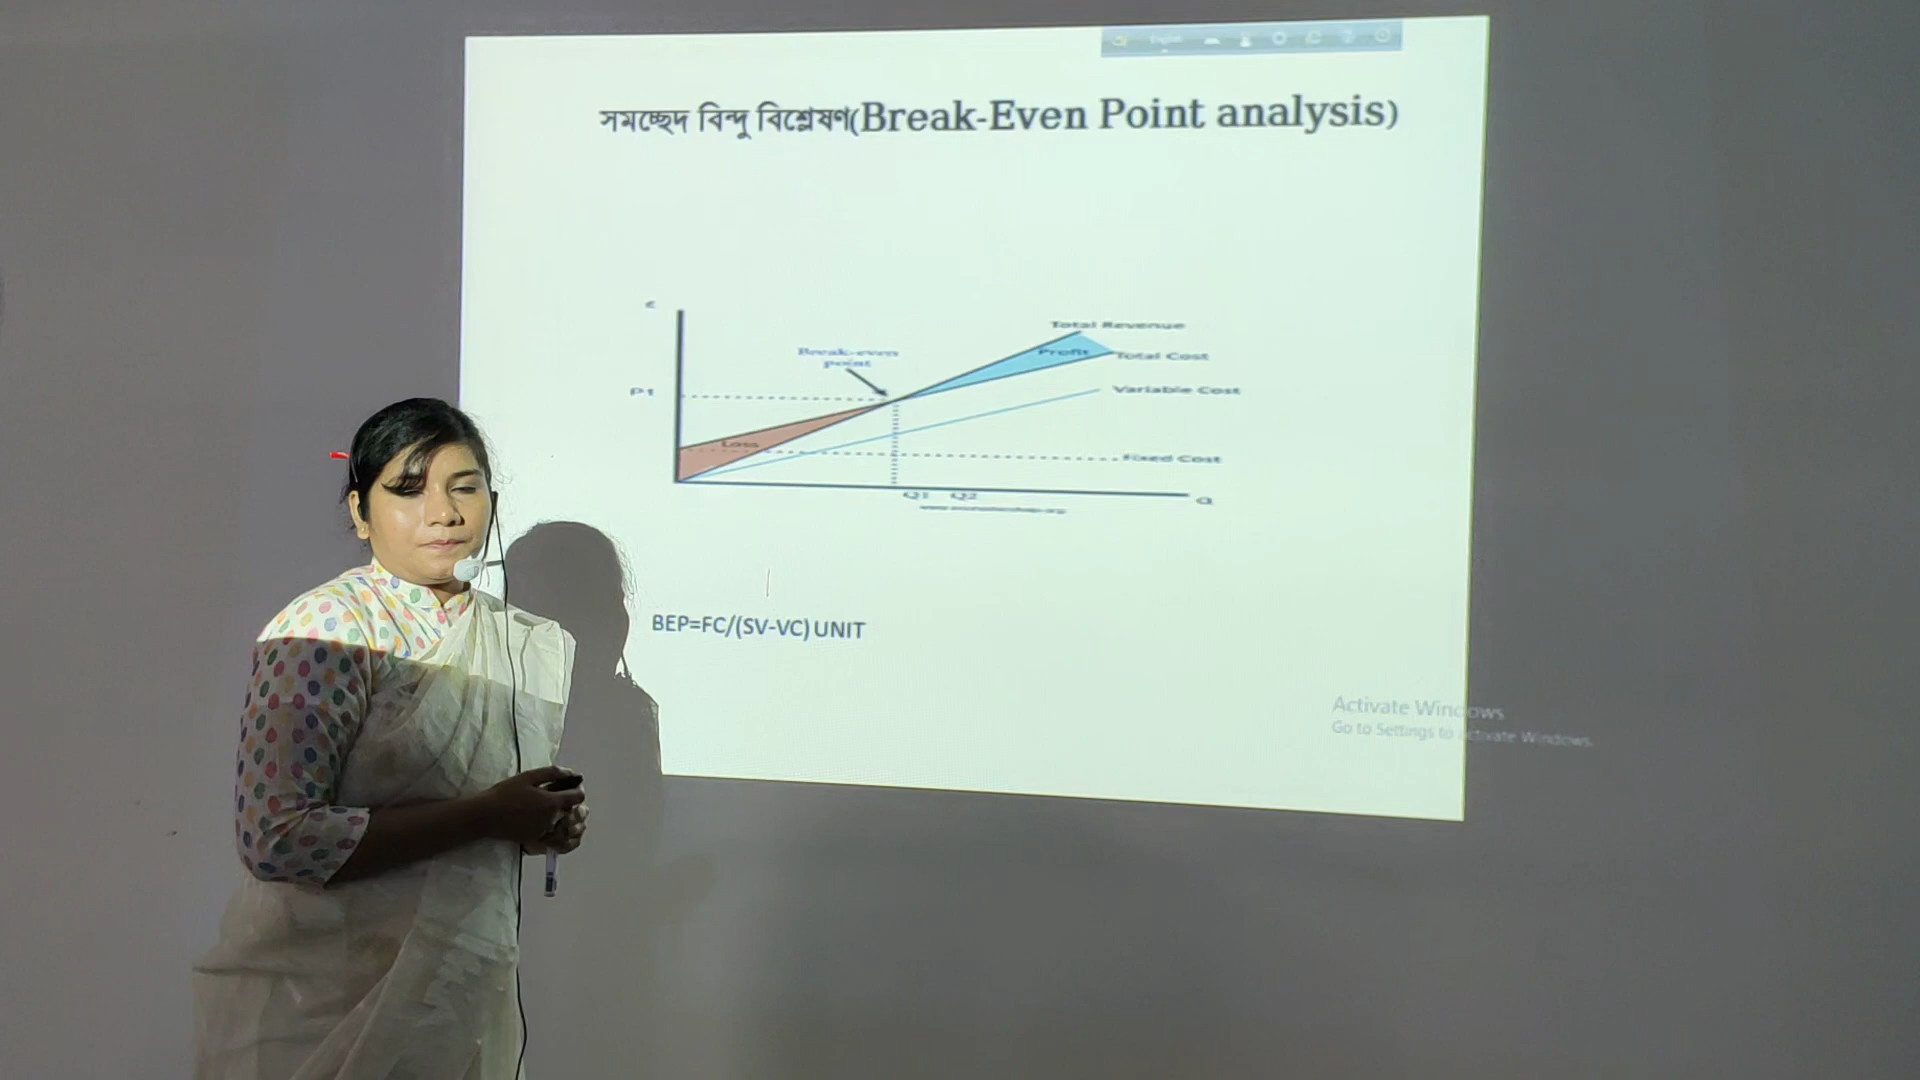 English
সমচ্ছেদ বিন্দু বিশ্লেষণ(Break-Even Point analysis)
£
Total Revenue
Break-even
point
Profit
Total Cost
P1
Variable Cost
Loss
Fixed Cost
Q1 Q2
Q
BEP=FC/(SV-VC) UNIT
Activate Windows
Go to Settings to activate Windows.